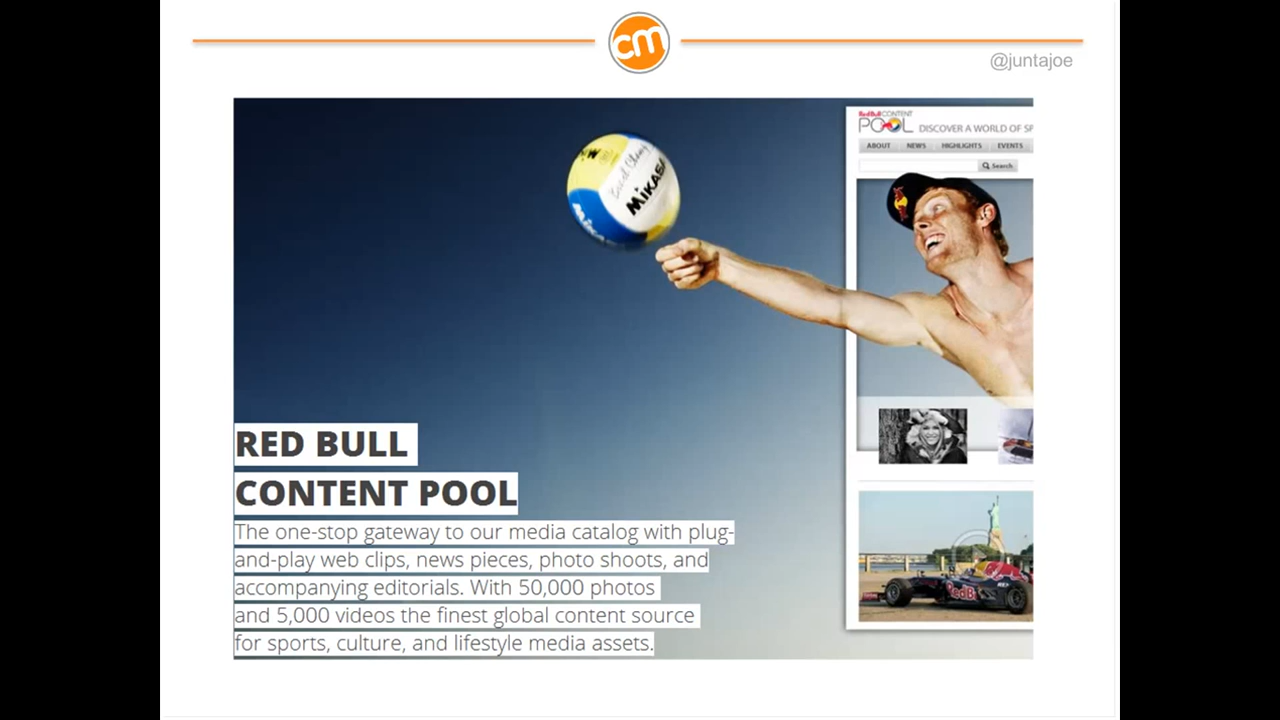 cm
@juntajoe
Red Bull CONTENT
POOL DISCOVER A WORLD OF SP
ABOUT NEWS HIGHLIGHTS EVENTS
Search
MIKASA
RED BULL
CONTENT POOL
The one-stop gateway to our media catalog with plug-
and-play web clips, news pieces, photo shoots, and
accompanying editorials. With 50,000 photos
and 5,000 videos the finest global content source
for sports, culture, and lifestyle media assets.